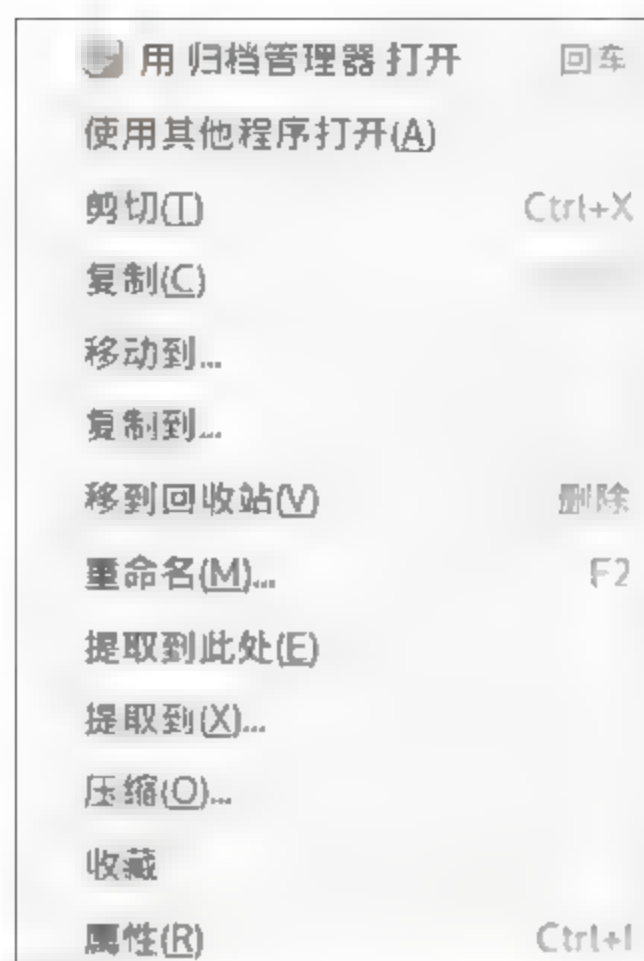 用 归档管理器 打开 回车
使用其他程序打开(A)
剪切(T) Ctrl+X
复制(C)
移动到...
复制到...
移到回收站(V) 删除
重命名(M)... F2
提取到此处(E)
提取到(X)...
压缩(O)...
收藏
属性(R) Ctrl+I